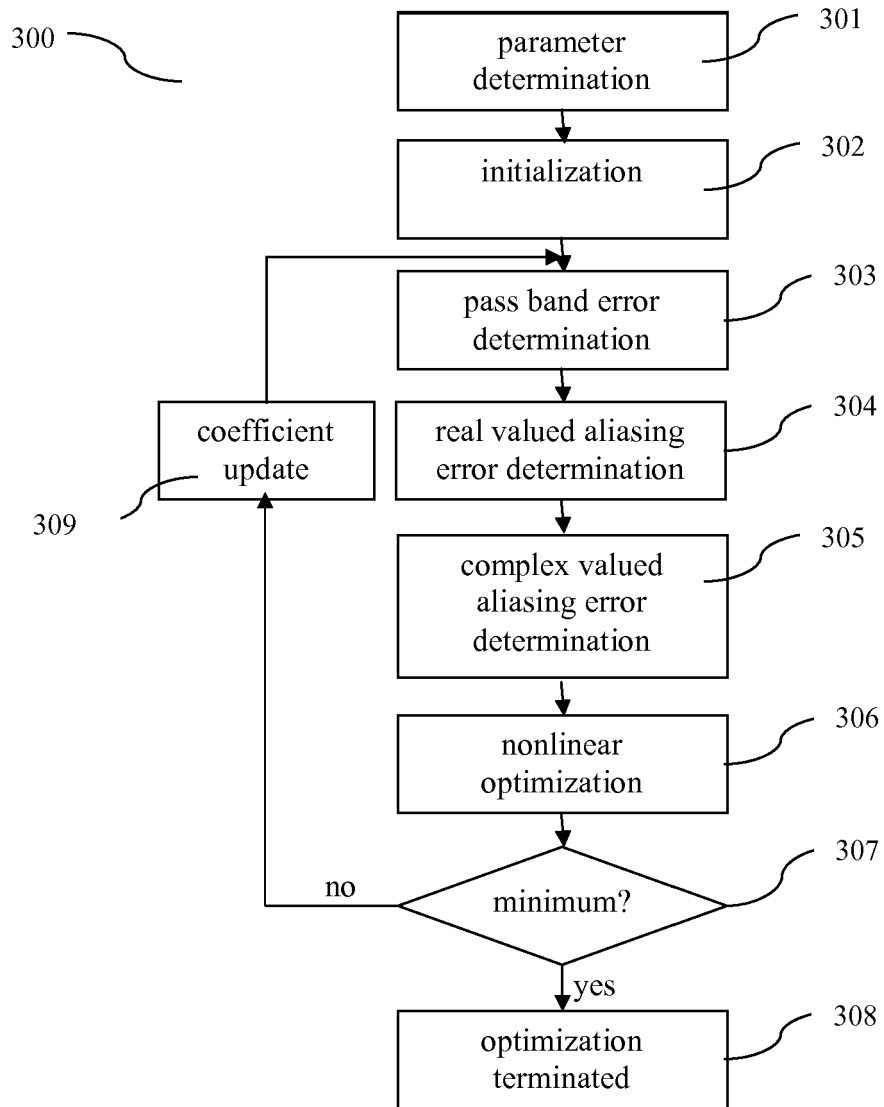 301
300
parameter
determination
302
initialization
303
pass band error
determination
304
coefficient
update
real valued aliasing
error determination
309
305
complex valued
aliasing error
determination
306
nonlinear
optimization
307
no
minimum?
yes
308
optimization
terminated